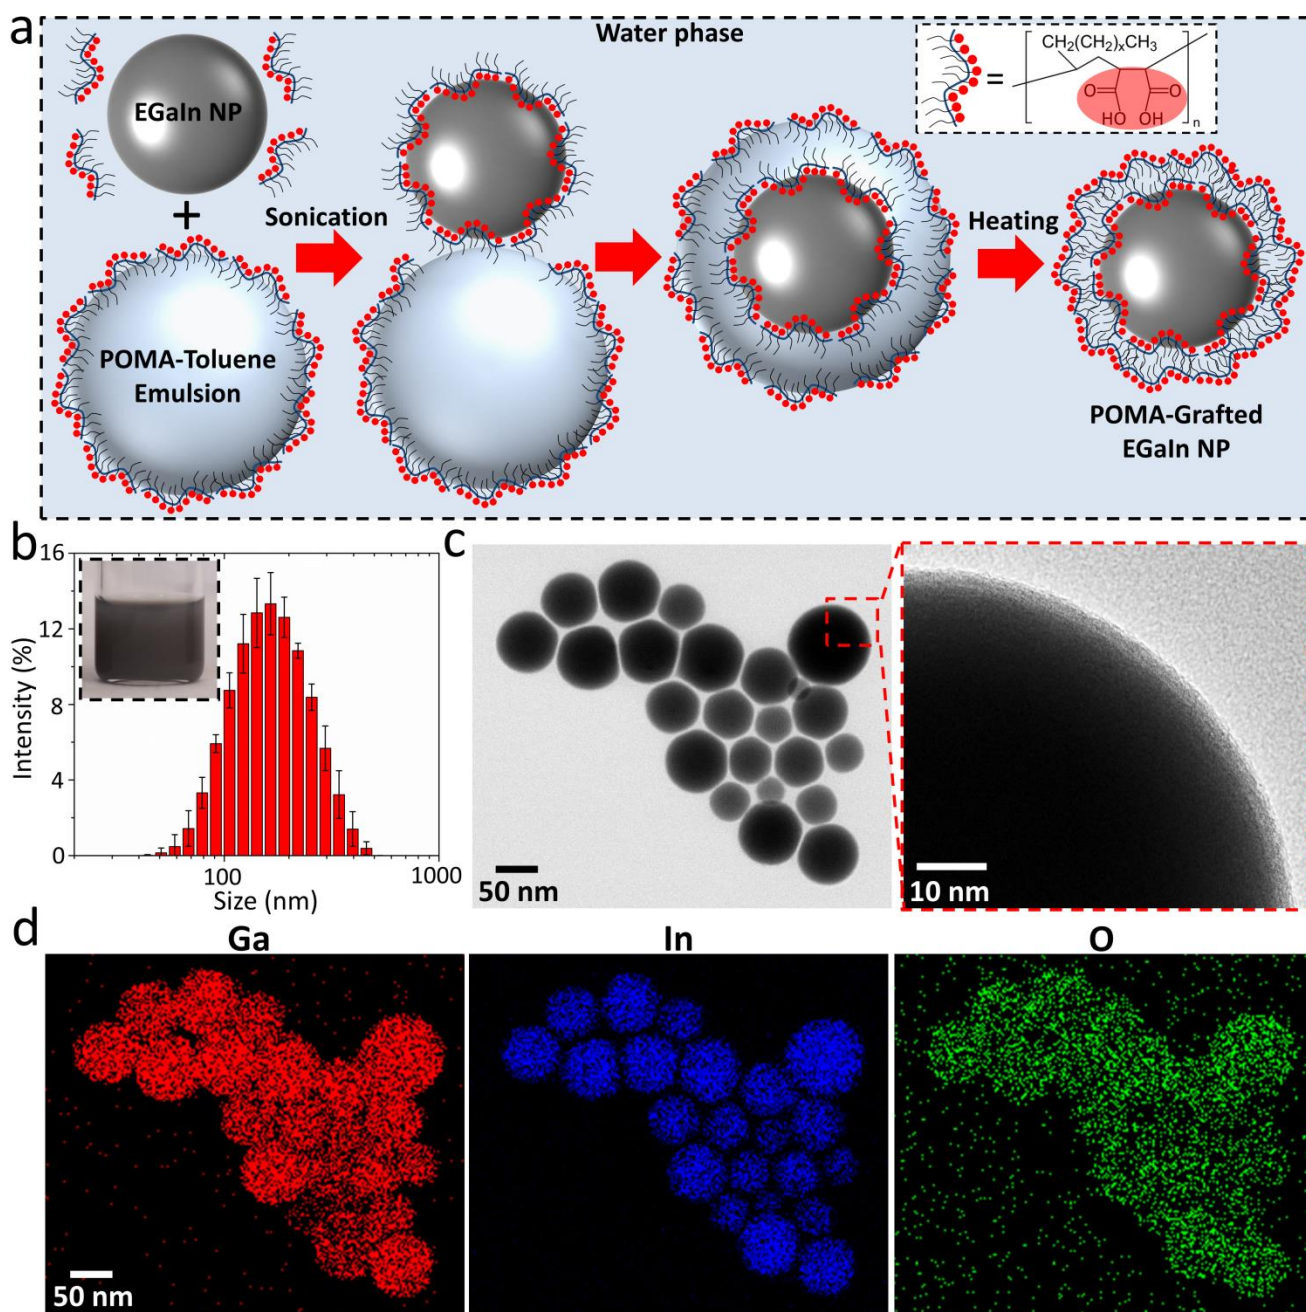 a
Water phase
EGaIn NP
+
Sonication
POMA-Toluene
Emulsion
Heating
=
CH2(CH2)xCH3
O O
HO OH
n
POMA-Grafted
EGaIn NP
b
16
12
8
4
0
Intensity (%)
100 1000
Size (nm)
c
50 nm
10 nm
d
Ga In O
50 nm